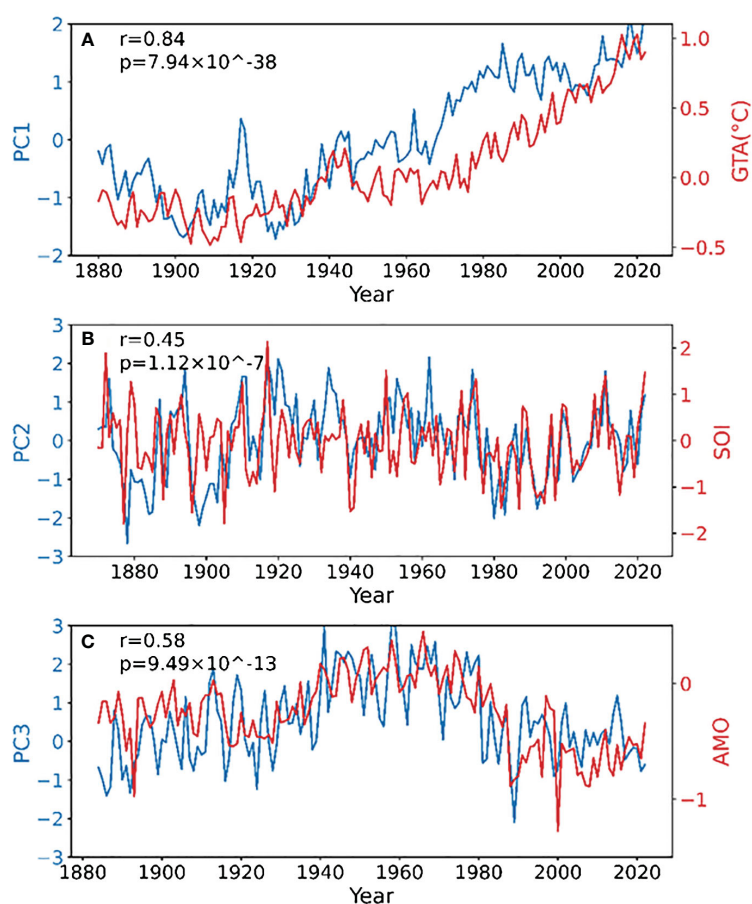 A
r=0.84
p=7.94×10^-38
2
1
0
−1
−2
PC1
1.0
0.5
0.0
−0.5
GTA(°C)
1880 1900 1920 1940 1960 1980 2000 2020
Year
B
r=0.45
p=1.12×10^-7
3
2
1
0
−1
−2
−3
PC2
2
1
0
−1
−2
SOI
1880 1900 1920 1940 1960 1980 2000 2020
Year
C
r=0.58
p=9.49×10^-13
3
2
1
0
−1
−2
−3
PC3
0
−1
AMO
1880 1900 1920 1940 1960 1980 2000 2020
Year